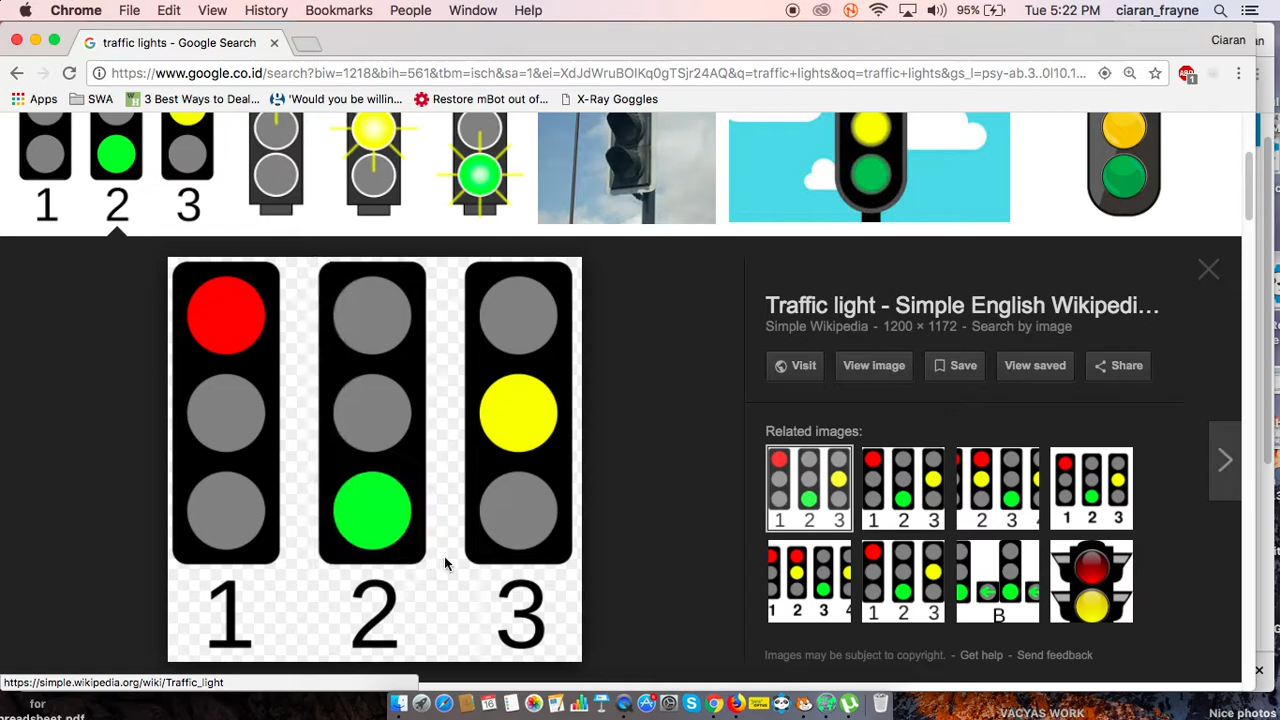 Chrome File Edit View History Bookmarks People Window Help 95% Tue 5:22 PM ciaran_frayne
traffic lights - Google Search Ciaran
https://www.google.co.id/search?biw=1218&bih=561&tbm=isch&sa=1&ei=XdJdWruBOIKq0gTSjr24AQ&q=traffic+lights&oq=traffic+lights&gs_l=psy-ab.3..0l10.1...
Apps SWA 3 Best Ways to Deal... 'Would you be willin... Restore mBot out of... X-Ray Goggles
1 2 3
Traffic light - Simple English Wikipedi...
Simple Wikipedia - 1200 × 1172 - Search by image
Visit View image Save View saved Share
Related images:
1 2 3
1 2 3
2 3
1 2 3
1 2 3
1 2 3
B
1 2 3
Images may be subject to copyright. - Get help - Send feedback
https://simple.wikipedia.org/wiki/Traffic_light
for
VACYAS WORK
Nice photos